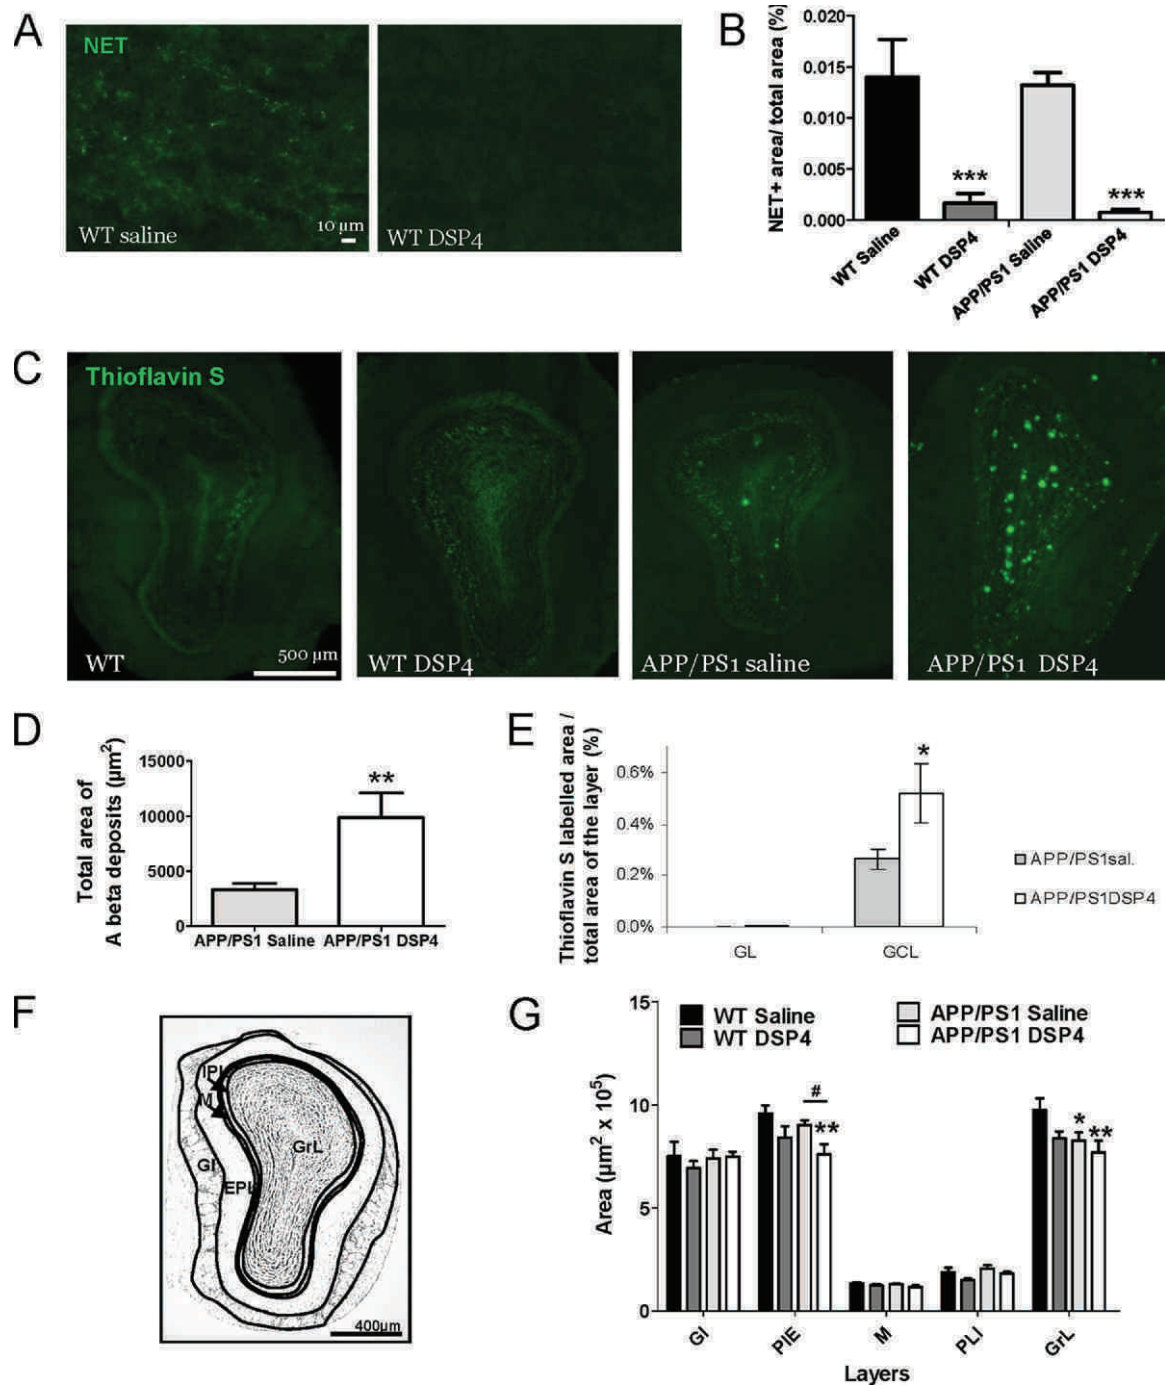 A
NET
WT saline
10 µm
WT DSP4
B
NET+ area/ total area (%)
0.020
0.015
0.010
0.005
0.000
***
***
WT Saline
WT DSP4
APP/PS1 Saline
APP/PS1 DSP4
C
Thioflavin S
WT
500 µm
WT DSP4
APP/PS1 saline
APP/PS1 DSP4
D
Total area of
A beta deposits (µm²)
15000
10000
5000
0
**
APP/PS1 Saline
APP/PS1 DSP4
E
Thioflavin S labelled area /
total area of the layer (%)
0.6%
0.4%
0.2%
0.0%
*
GL
GCL
APP/PS1sal.
APP/PS1DSP4
F
IPL
M
Gl
EPL
GrL
400µm
G
WT Saline
WT DSP4
APP/PS1 Saline
APP/PS1 DSP4
Area (µm² x 10⁵)
15
10
5
0
#
**
*
**
Gl
PlE
M
PLI
GrL
Layers